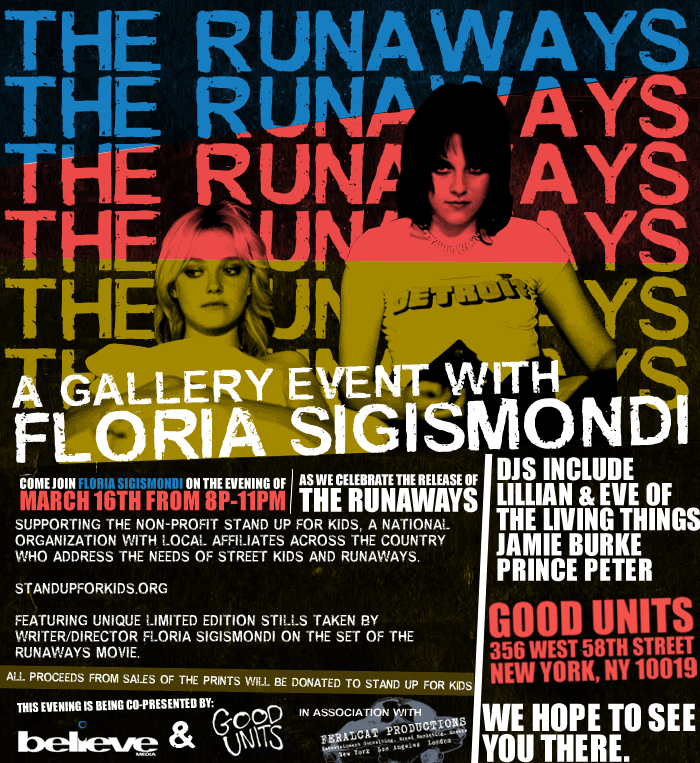 THE RUNAWAYS
THE RUNAWAYS
THE RUNAWAYS
THE RUNAWAYS
THE RUNAWAYS
THE RUNAWAYS
DETROIT
A GALLERY EVENT WITH
FLORIA SIGISMONDI
COME JOIN FLORIA SIGISMONDI ON THE EVENING OF
MARCH 16TH FROM 8P-11PM
AS WE CELEBRATE THE RELEASE OF
THE RUNAWAYS
SUPPORTING THE NON-PROFIT STAND UP FOR KIDS, A NATIONAL
ORGANIZATION WITH LOCAL AFFILIATES ACROSS THE COUNTRY
WHO ADDRESS THE NEEDS OF STREET KIDS AND RUNAWAYS.
STANDUPFORKIDS.ORG
FEATURING UNIQUE LIMITED EDITION STILLS TAKEN BY
WRITER/DIRECTOR FLORIA SIGISMONDI ON THE SET OF THE
RUNAWAYS MOVIE.
ALL PROCEEDS FROM SALES OF THE PRINTS WILL BE DONATED TO STAND UP FOR KIDS
THIS EVENING IS BEING CO-PRESENTED BY:
believe
MEDIA
&
GOOD
UNITS
IN ASSOCIATION WITH
FERALCAT PRODUCTIONS
New York Los Angeles London
DJS INCLUDE
LILLIAN & EVE OF
THE LIVING THINGS
JAMIE BURKE
PRINCE PETER
GOOD UNITS
356 WEST 58TH STREET
NEW YORK, NY 10019
WE HOPE TO SEE
YOU THERE.